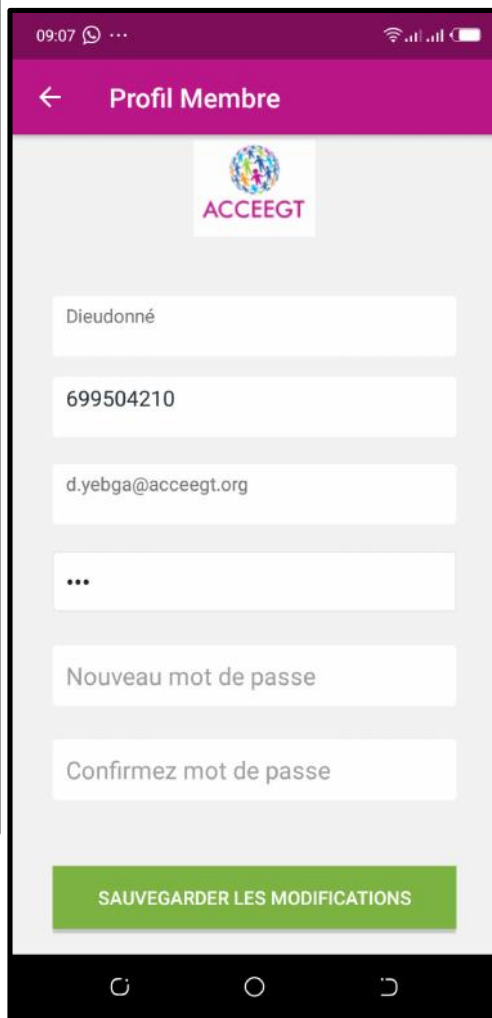 09:07 ...
Profil Membre
ACCEEGT
Dieudonné
699504210
d.yebga@acceegt.org
•••
Nouveau mot de passe
Confirmez mot de passe
SAUVEGARDER LES MODIFICATIONS